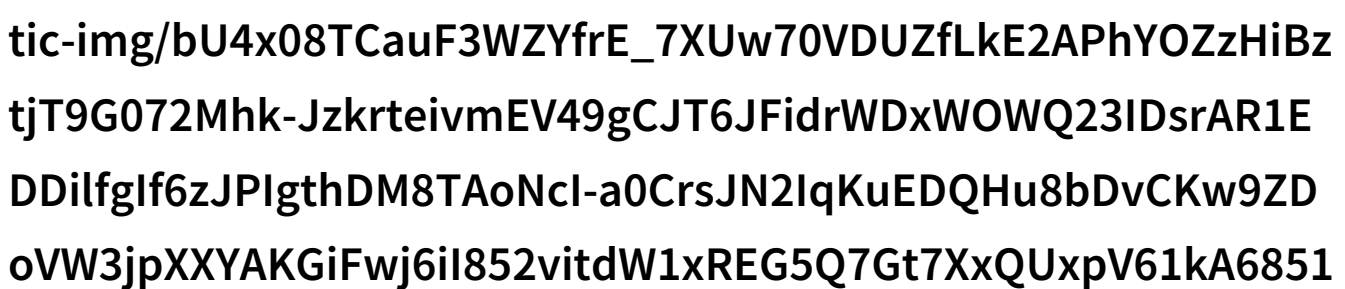 tic-img/bU4x08TCauF3WZYfrE_7XUw70VDUZfLkE2APhYOZzHiBz
tjT9G072Mhk-JzkrteivmEV49gCJT6JFidrWDxWOWQ23IDsrAR1E
DDilfgIf6zJPIgthDM8TAoNcI-a0CrsJN2IqKuEDQHu8bDvCKw9ZD
oVW3jpXXYAKGiFwj6iI852vitdW1xREG5Q7Gt7XxQUxpV61kA6851